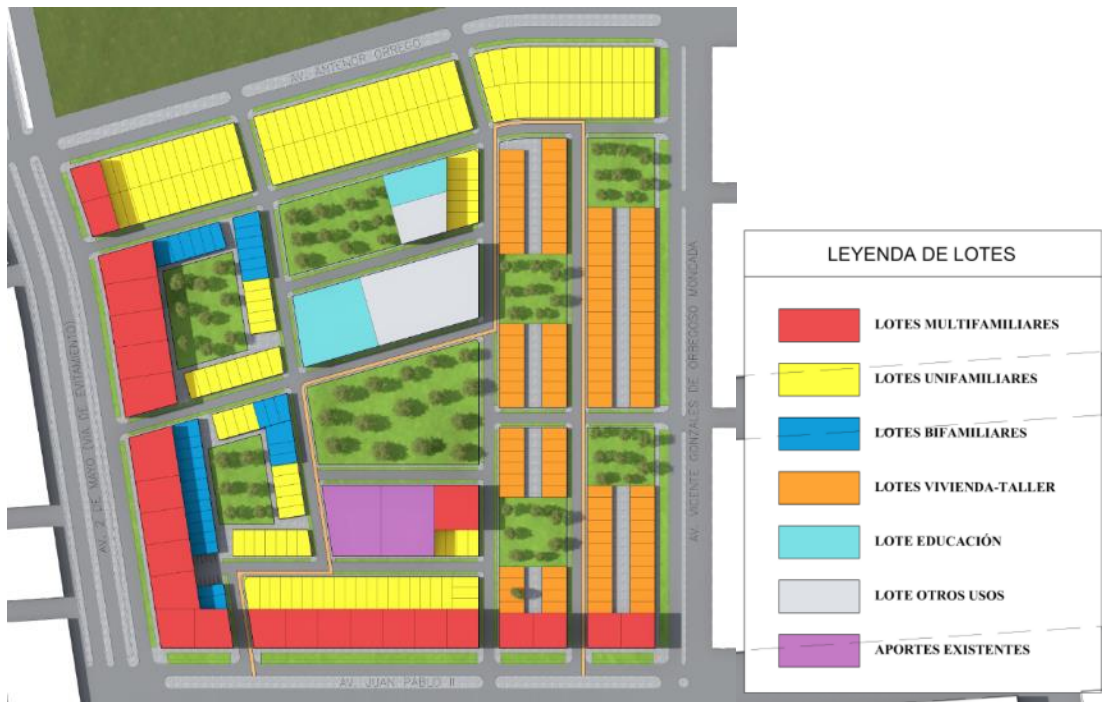 AV. ANTENOR ORREGO
AV. 2 DE MAYO (VIA DE EVITAMIENTO)
AV. VICENTE GONZALES DE ORBEGOSO MONCADA
AV. JUAN PABLO II
LEYENDA DE LOTES
LOTES MULTIFAMILIARES
LOTES UNIFAMILIARES
LOTES BIFAMILIARES
LOTES VIVIENDA-TALLER
LOTE EDUCACIÓN
LOTE OTROS USOS
APORTES EXISTENTES